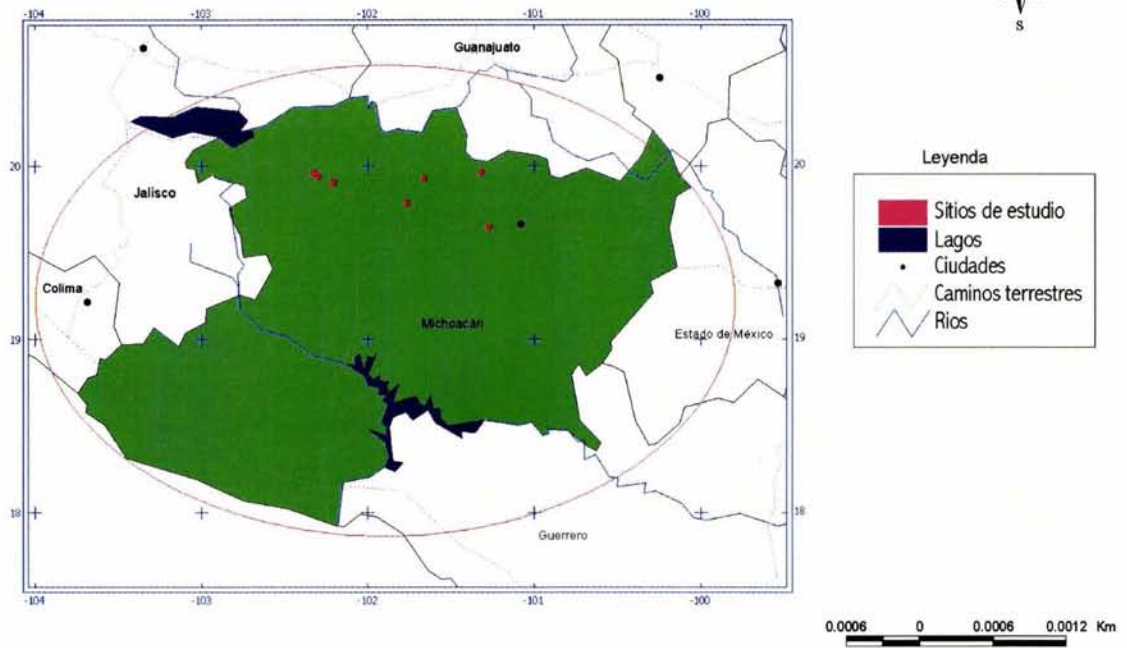 -104 -103 -102 -101 -100
S
Guanajuato
20 20
Jalisco
Leyenda
Sitios de estudio
Lagos
Ciudades
Caminos terrestres
Rios
Colima
Michoacán
Estado de México
19 19
18 18
Guerrero
-104 -103 -102 -101 -100
0.0006 0 0.0006 0.0012 Km